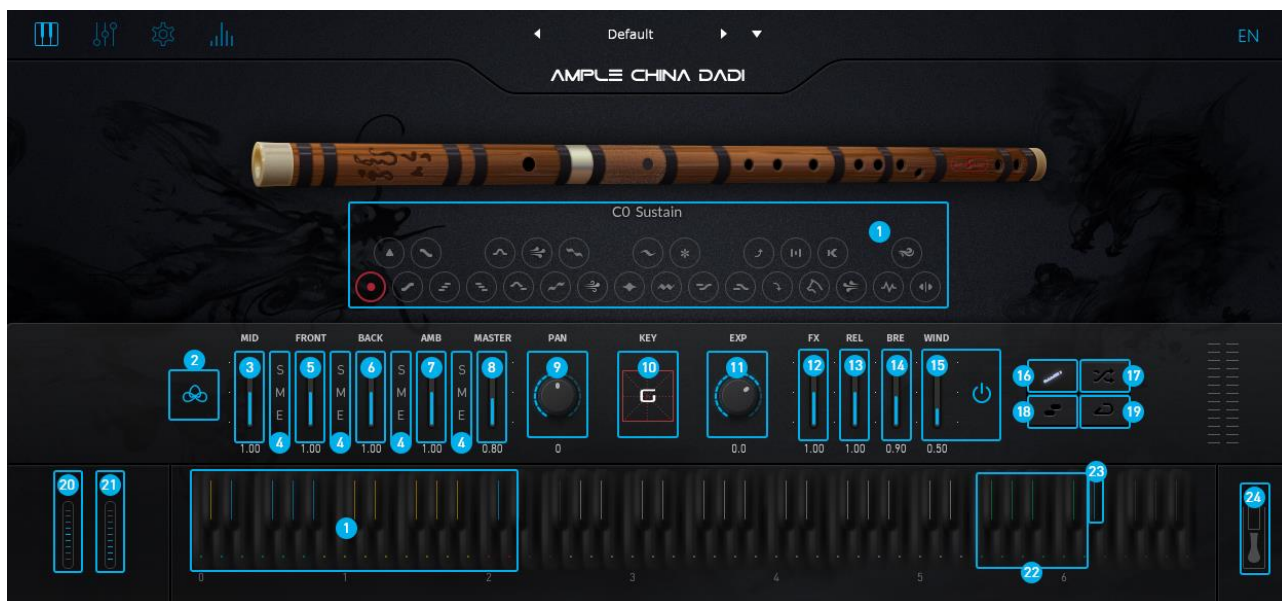 Default
EN
AMPLE CHINA DADI
C0 Sustain
1
MID FRONT BACK AMB MASTER PAN KEY EXP FX REL BRE WIND
2 3 S 5 S 6 S 7 S 8 9 10 11 12 13 14 15 16 17
M M M M G
E E E E 18 19
4 4 4 4
1.00 1.00 1.00 1.00 0.80 0 0.0 1.00 1.00 0.90 0.50
20 21 23
24
1
22
0 1 2 3 4 5 6